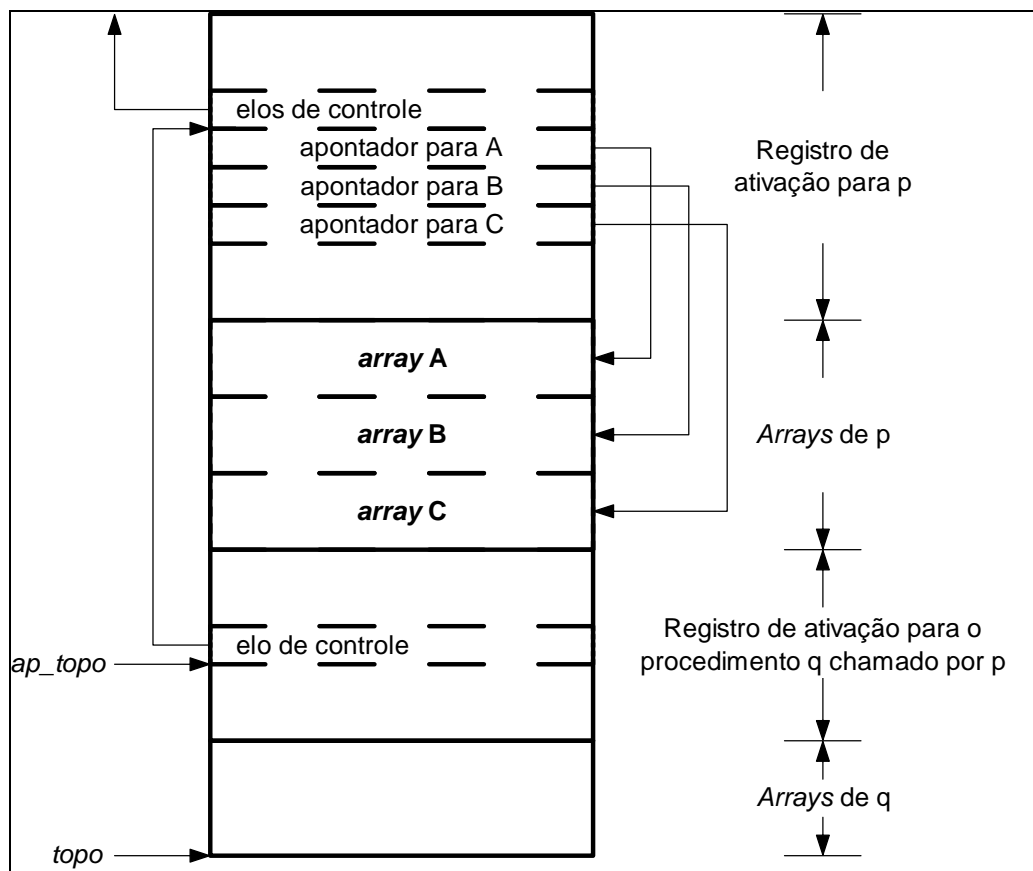 elos de controle
apontador para A
apontador para B
apontador para C
Registro de
ativação para p
array A
array B
array C
Arrays de p
elo de controle
ap_topo
Registro de ativação para o
procedimento q chamado por p
Arrays de q
topo